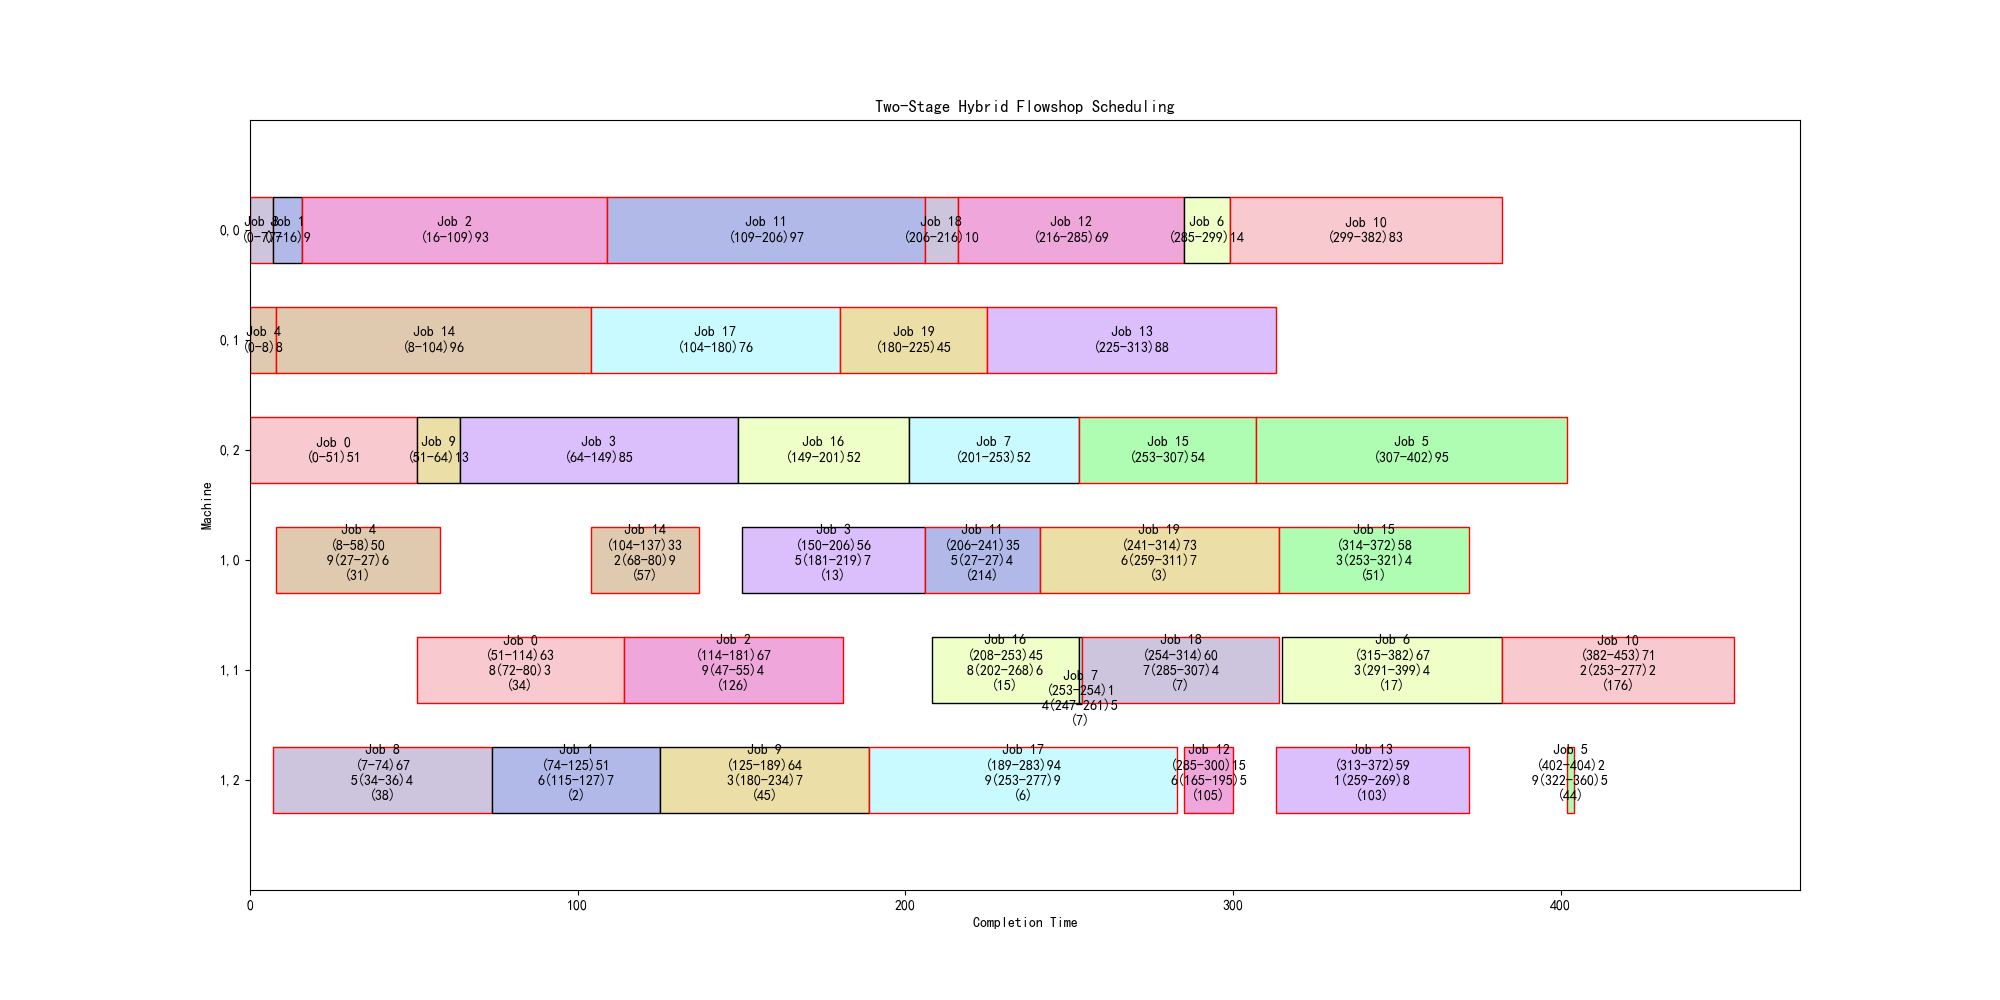 Two-Stage Hybrid Flowshop Scheduling
0,0
Job 8
(0-7)7
Job 1
(7-16)9
Job 2
(16-109)93
Job 11
(109-206)97
Job 18
(206-216)10
Job 12
(216-285)69
Job 6
(285-299)14
Job 10
(299-382)83
0,1
Job 4
(0-8)8
Job 14
(8-104)96
Job 17
(104-180)76
Job 19
(180-225)45
Job 13
(225-313)88
0,2
Job 0
(0-51)51
Job 9
(51-64)13
Job 3
(64-149)85
Job 16
(149-201)52
Job 7
(201-253)52
Job 15
(253-307)54
Job 5
(307-402)95
Machine
1,0
Job 4
(8-58)50
9(27-27)6
(31)
Job 14
(104-137)33
2(68-80)9
(57)
Job 3
(150-206)56
5(181-219)7
(13)
Job 11
(206-241)35
5(27-27)4
(214)
Job 19
(241-314)73
6(259-311)7
(3)
Job 15
(314-372)58
3(253-321)4
(51)
1,1
Job 0
(51-114)63
8(72-80)3
(34)
Job 2
(114-181)67
9(47-55)4
(126)
Job 16
(208-253)45
8(202-268)6
(15)
Job 7
(253-254)1
4(247-261)5
(7)
Job 18
(254-314)60
7(285-307)4
(7)
Job 6
(315-382)67
3(291-399)4
(17)
Job 10
(382-453)71
2(253-277)2
(176)
1,2
Job 8
(7-74)67
5(34-36)4
(38)
Job 1
(74-125)51
6(115-127)7
(2)
Job 9
(125-189)64
3(180-234)7
(45)
Job 17
(189-283)94
9(253-277)9
(6)
Job 12
(285-300)15
6(165-195)5
(105)
Job 13
(313-372)59
1(259-269)8
(103)
Job 5
(402-404)2
9(322-360)5
(44)
0
100
200
300
400
Completion Time